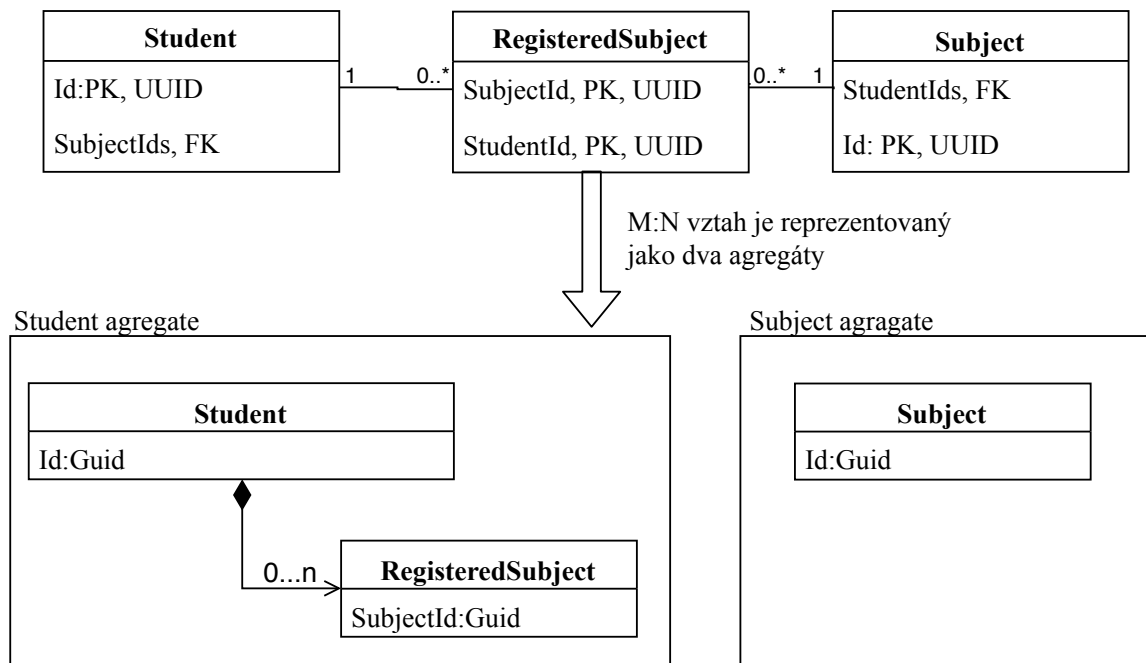 Student
Id:PK, UUID
SubjectIds, FK
1
0..*
RegisteredSubject
SubjectId, PK, UUID
StudentId, PK, UUID
0..*
1
Subject
StudentIds, FK
Id: PK, UUID
M:N vztah je reprezentovaný
jako dva agregáty
Student agregate
Student
Id:Guid
0...n
RegisteredSubject
SubjectId:Guid
Subject agragate
Subject
Id:Guid